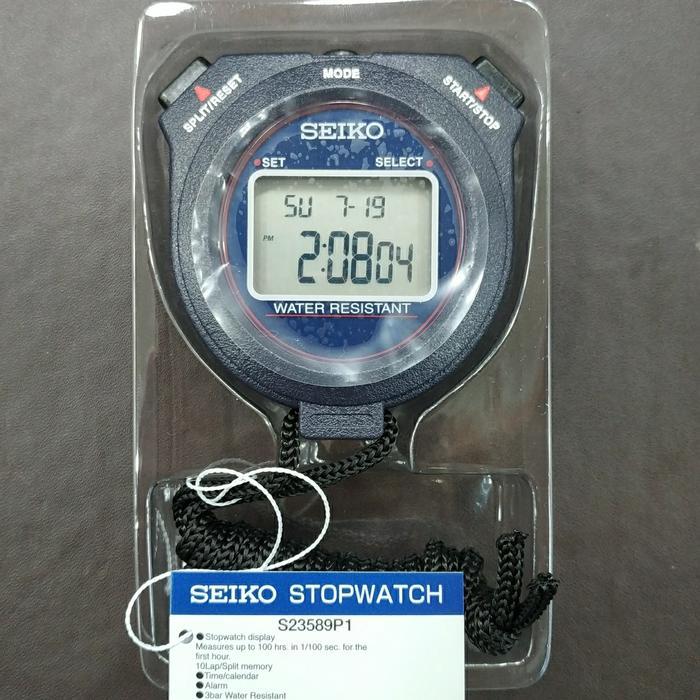 MODE
SPLIT/RESET
START/STOP
SEIKO
SET SELECT
SU 7-19
PM 2:08 04
WATER RESISTANT
SEIKO STOPWATCH
S23589P1
●Stopwatch display
Measures up to 100 hrs. in 1/100 sec. for the
first hour.
10Lap/Split memory
●Time/calendar
●Alarm
●3bar Water Resistant